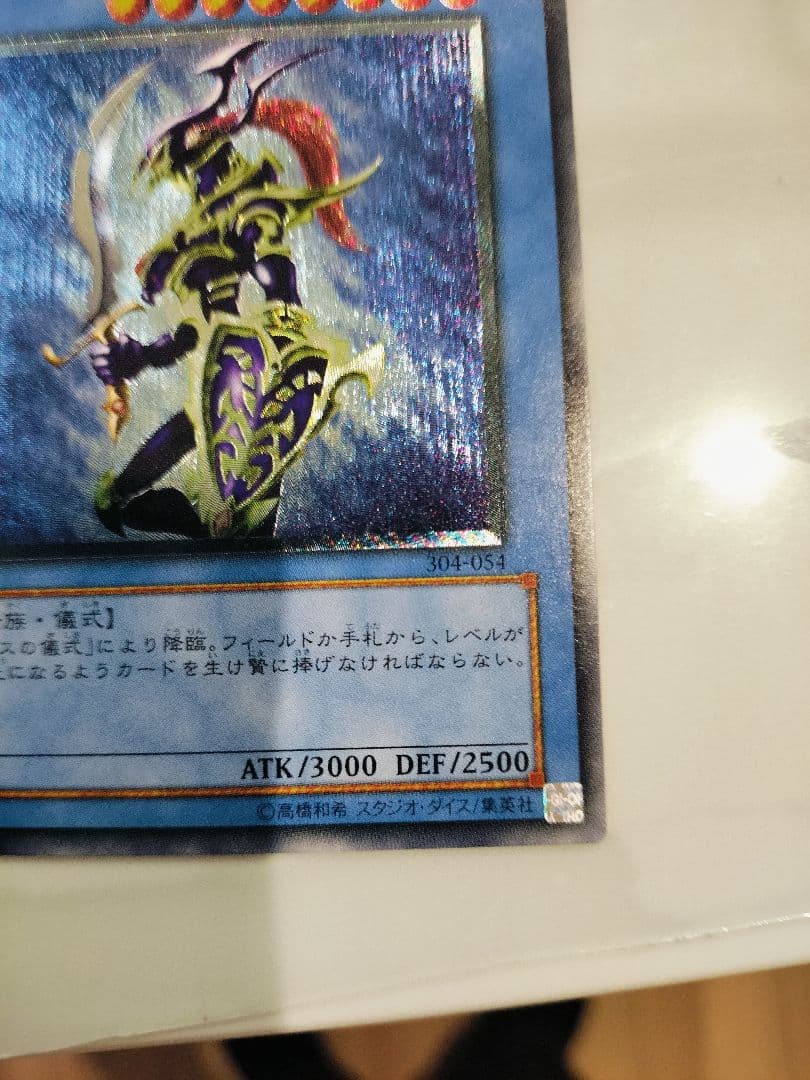 304-054
族・儀式】
スの儀式」により降臨。フィールドか手札から、レベルが
になるようカードを生け贄に捧げなければならない。
ATK/3000 DEF/2500
©高橋和希 スタジオ・ダイス/集英社